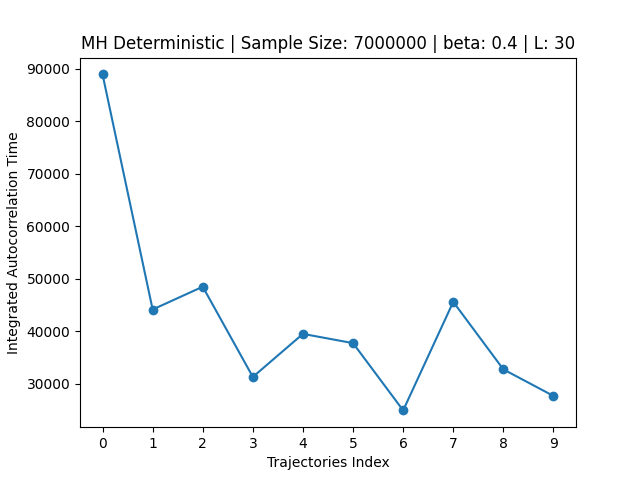 MH Deterministic | Sample Size: 7000000 | beta: 0.4 | L: 30
90000
80000
70000
60000
50000
40000
30000
Integrated Autocorrelation Time
0 1 2 3 4 5 6 7 8 9
Trajectories Index